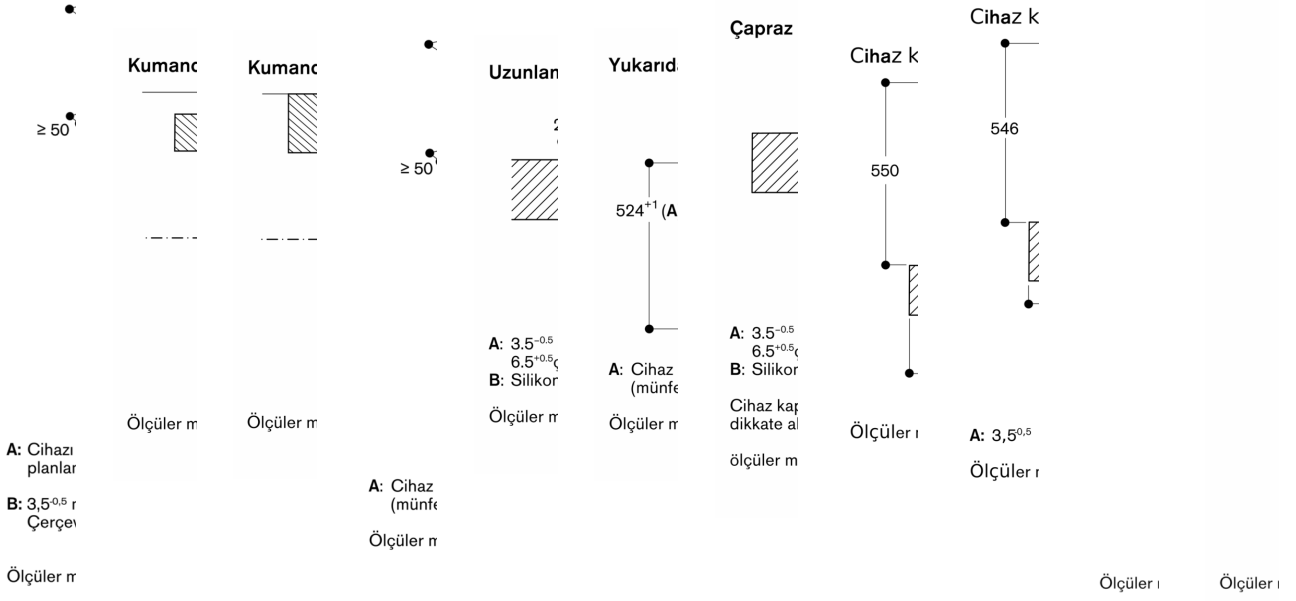 ≥ 50
A: Cihazı
planlar
B: 3,5-0,5
Çerçev
Ölçüler m
Kumand
Ölçüler m
Kumand
Ölçüler m
≥ 50
A: Cihaz
(münfe
Ölçüler m
Uzunlan
A: 3.5−0.5
6.5+0.5
B: Silikon
Ölçüler m
Yukarıd
524+1 (A
A: Cihaz
(münfe
Ölçüler m
Çapraz
A: 3.5−0.5
6.5+0.5
B: Silikon
Cihaz kap
dikkate al
ölçüler m
Cihaz k
550
Ölçüler
Cihaz k
546
A: 3,5-0,5
Ölçüler
Ölçüler
Ölçüler